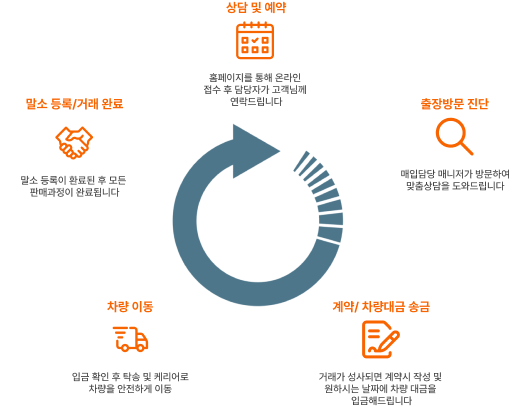 상담 및 예약
홈페이지를 통해 온라인
접수 후 담당자가 고객님께
연락드립니다
출장방문 진단
매입담당 매니저가 방문하여
맞춤상담을 도와드립니다
계약/ 차량대금 송금
거래가 성사되면 계약시 작성 및
원하시는 날짜에 차량 대금을
입금해드립니다
차량 이동
입금 확인 후 탁송 및 케리어로
차량을 안전하게 이동
말소 등록/거래 완료
말소 등록이 완료된 후 모든
판매과정이 완료됩니다